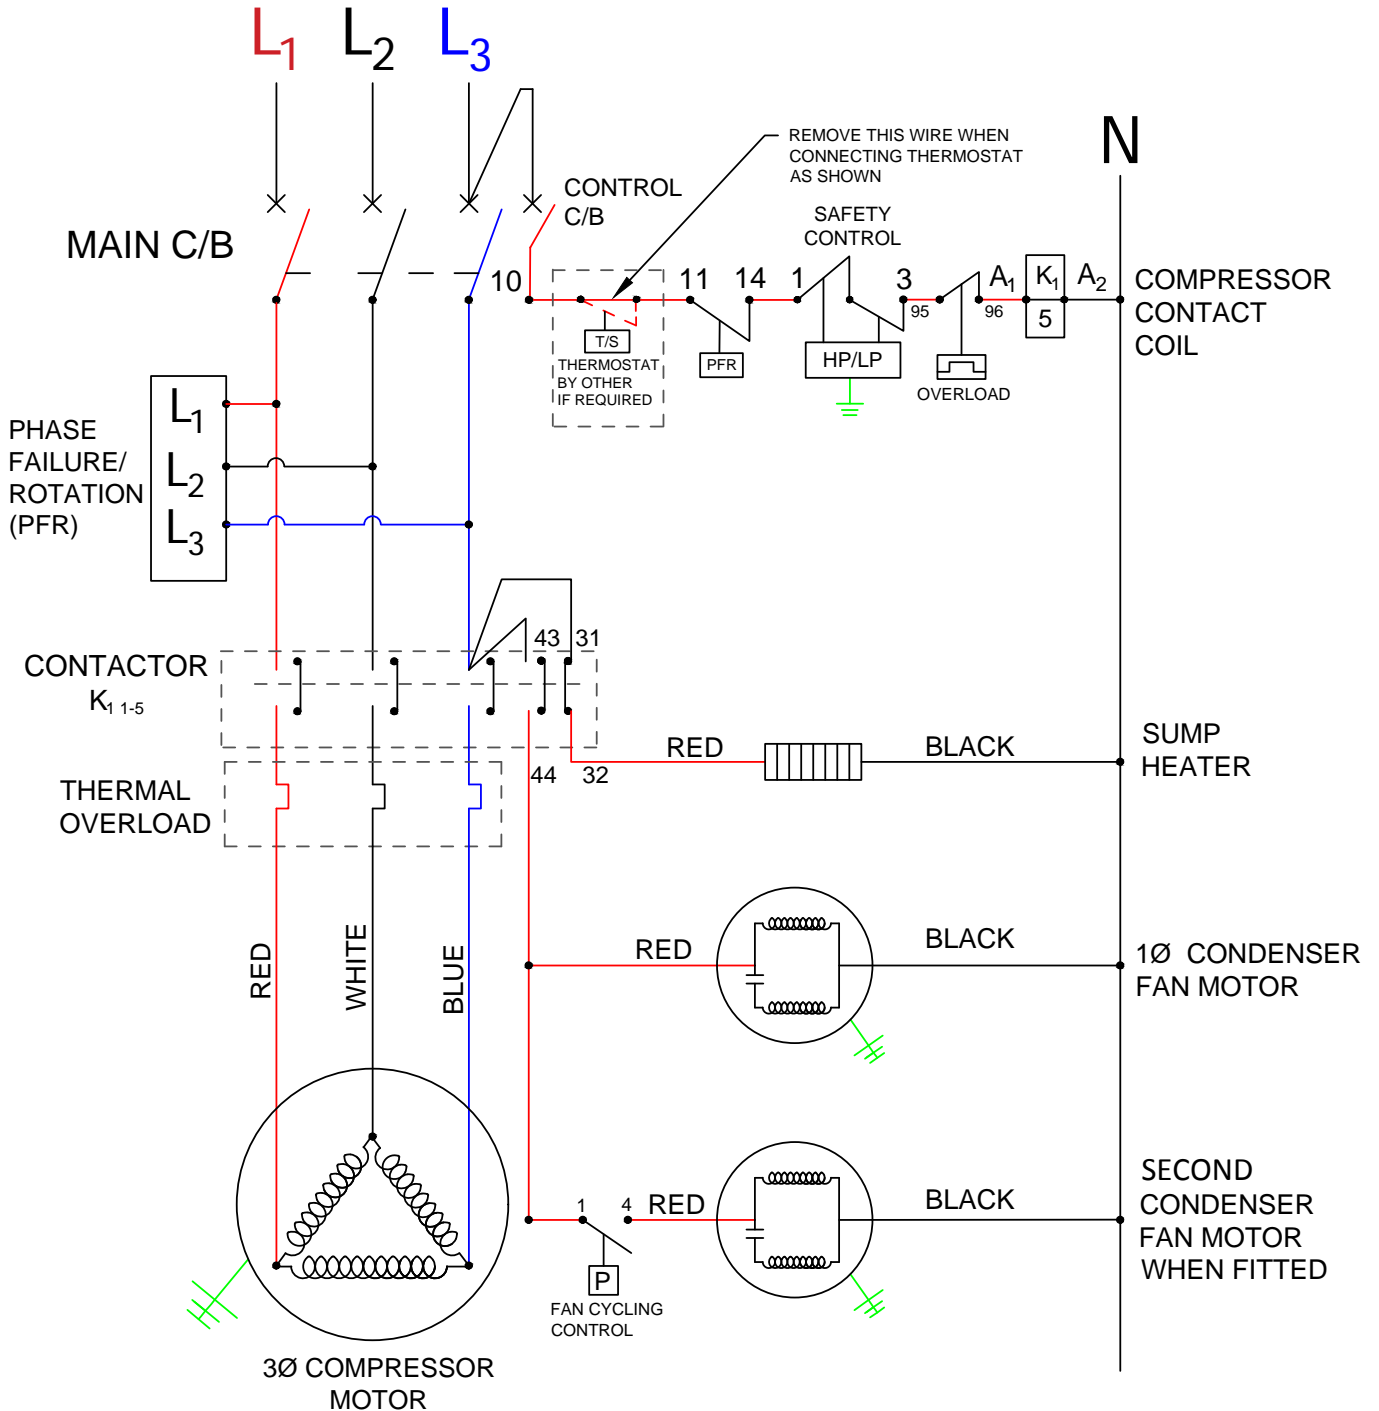 L1
L2
L3
N
REMOVE THIS WIRE WHEN
CONNECTING THERMOSTAT
AS SHOWN
CONTROL
C/B
SAFETY
CONTROL
MAIN C/B
10
11
14
1
3
95
96
A1
K1
5
A2
COMPRESSOR
CONTACT
COIL
T/S
THERMOSTAT
BY OTHER
IF REQUIRED
PFR
HP/LP
OVERLOAD
PHASE
FAILURE/
ROTATION
(PFR)
L1
L2
L3
43
31
CONTACTOR
K1 1-5
44
32
RED
BLACK
SUMP
HEATER
THERMAL
OVERLOAD
RED
WHITE
BLUE
RED
BLACK
1Ø CONDENSER
FAN MOTOR
1
4
RED
BLACK
SECOND
CONDENSER
FAN MOTOR
WHEN FITTED
P
FAN CYCLING
CONTROL
3Ø COMPRESSOR
MOTOR